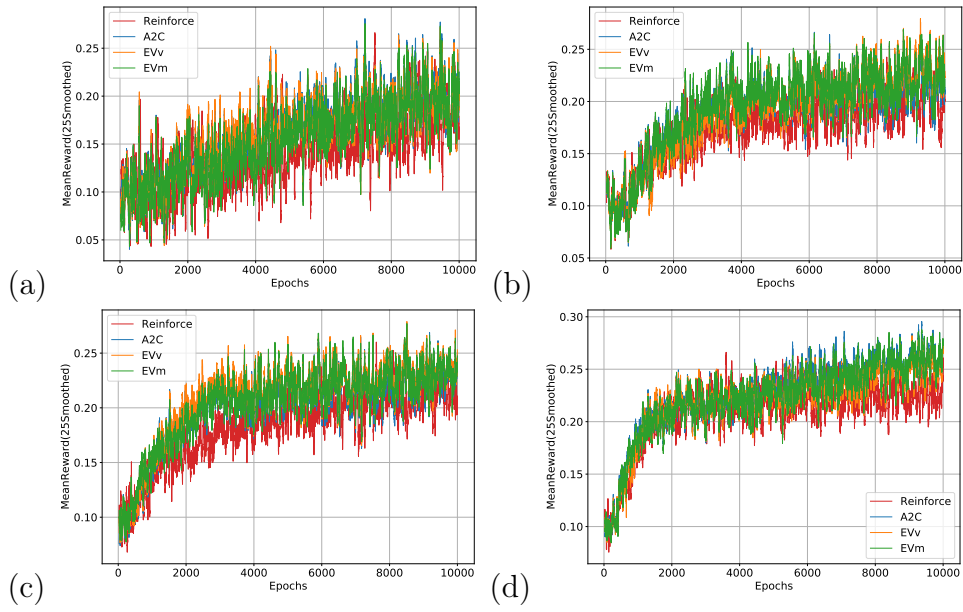 Reinforce
A2C
EVv
EVm
0.25
0.20
0.15
0.10
0.05
MeanReward(25Smoothed)
0 2000 4000 6000 8000 10000
Epochs
(a)
Reinforce
A2C
EVv
EVm
0.25
0.20
0.15
0.10
0.05
MeanReward(25Smoothed)
0 2000 4000 6000 8000 10000
Epochs
(b)
Reinforce
A2C
EVv
EVm
0.25
0.20
0.15
0.10
MeanReward(25Smoothed)
0 2000 4000 6000 8000 10000
Epochs
(c)
0.30
0.25
0.20
0.15
0.10
MeanReward(25Smoothed)
Reinforce
A2C
EVv
EVm
0 2000 4000 6000 8000 10000
Epochs
(d)